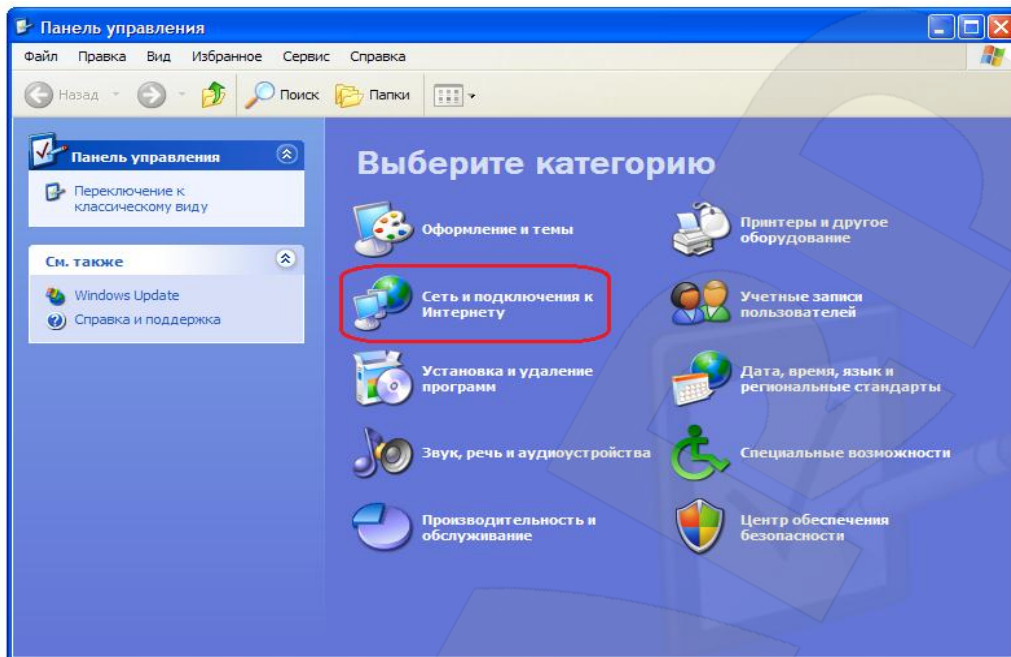 Панель управления
Файл Правка Вид Избранное Сервис Справка
Назад Поиск Папки
Панель управления
Переключение к
классическому виду
См. также
Windows Update
Справка и поддержка
Выберите категорию
Оформление и темы
Принтеры и другое
оборудование
Сеть и подключения к
Интернету
Учетные записи
пользователей
Установка и удаление
программ
Дата, время, язык и
региональные стандарты
Звук, речь и аудиоустройства
Специальные возможности
Производительность и
обслуживание
Центр обеспечения
безопасности